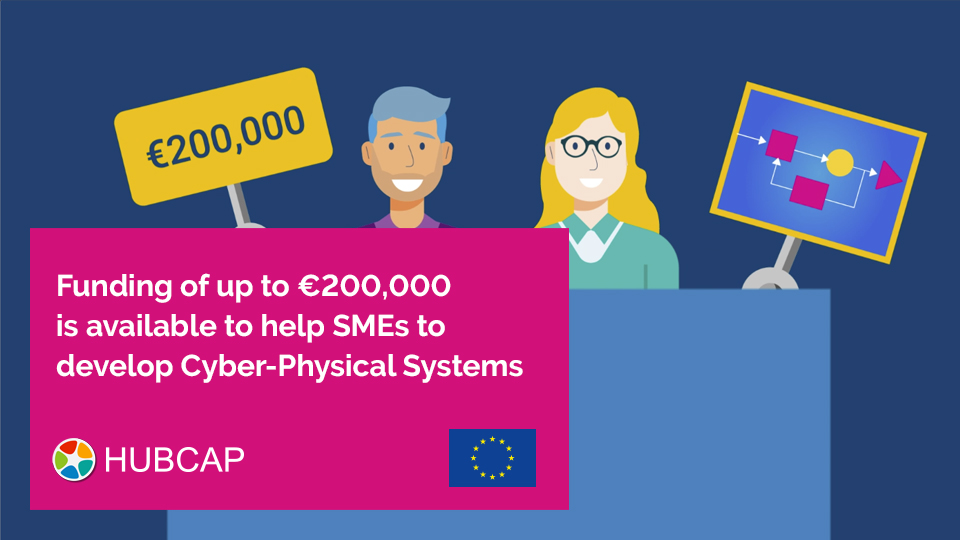 €200,000
Funding of up to €200,000
is available to help SMEs to
develop Cyber-Physical Systems
HUBCAP